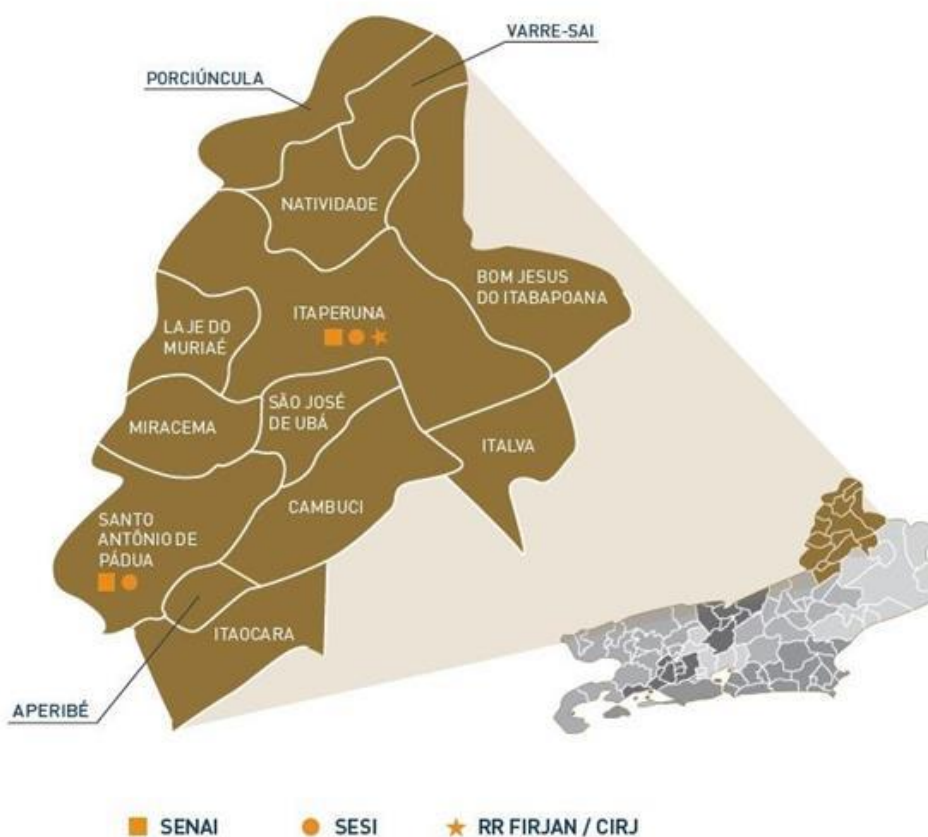 VARRE-SAI
PORCIÚNCULA
NATIVIDADE
BOM JESUS
DO ITABAPOANA
ITAPERUNA
LAJE DO
MURIAÉ
SÃO JOSÉ
DE UBÁ
MIRACEMA
ITALVA
CAMBUCI
SANTO
ANTÔNIO DE
PÁDUA
ITAOCARA
APERIBÉ
SENAI
SESI
RR FIRJAN / CIRJ